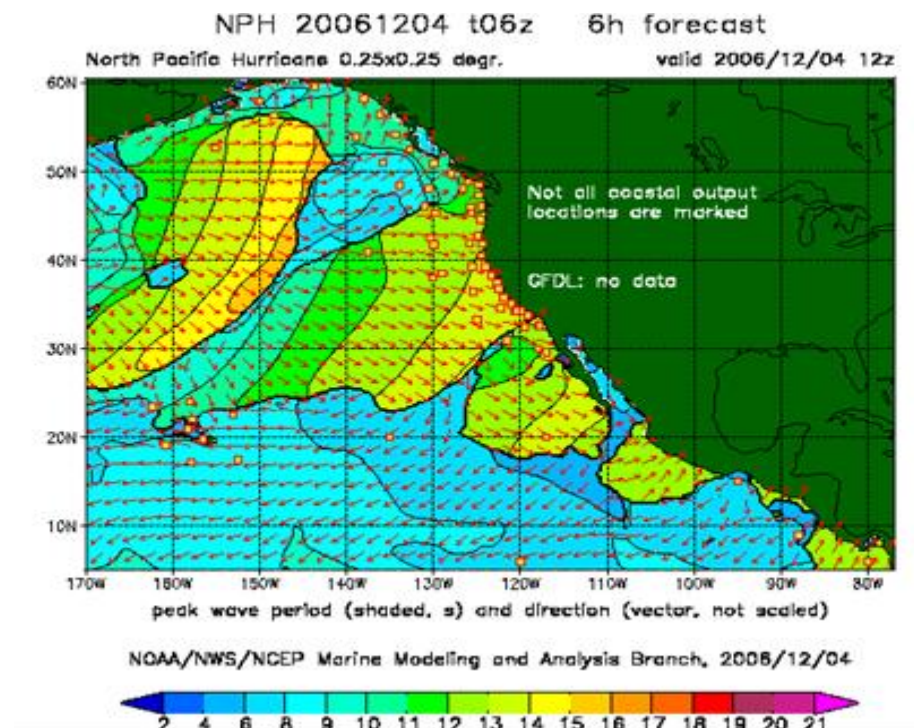 NPH 20061204 t06z 6h forecast
North Pacific Hurricane 0.25x0.25 degr. valid 2006/12/04 12z
60N
50N
Not all coastal output
locations are marked
40N
GFDL: no data
30N
20N
10N
170W 160W 150W 140W 130W 120W 110W 100W 90W 80W
peak wave period (shaded, s) and direction (vector, not scaled)
NOAA/NWS/NCEP Marine Modeling and Analysis Branch, 2006/12/04
2 4 6 8 9 10 11 12 13 14 15 16 17 18 19 20 21